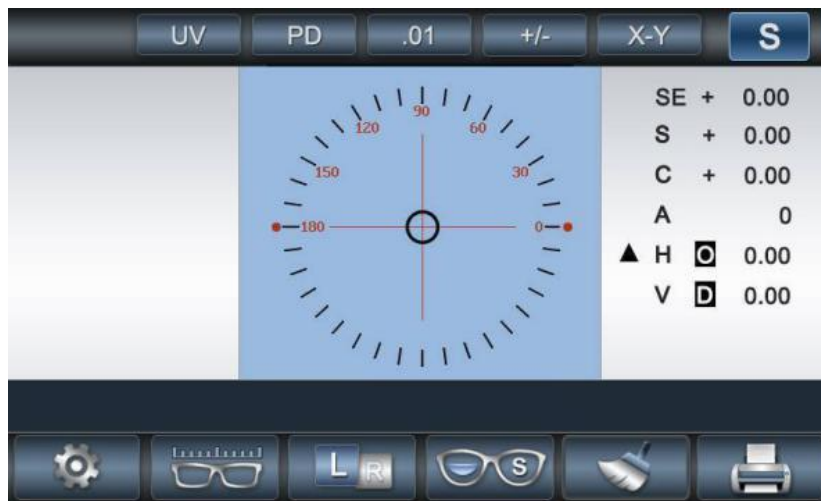 UV PD .01 +/- X-Y S
90
120 60
150 30
180 0
SE + 0.00
S + 0.00
C + 0.00
A 0
▲ H O 0.00
V D 0.00
L R S